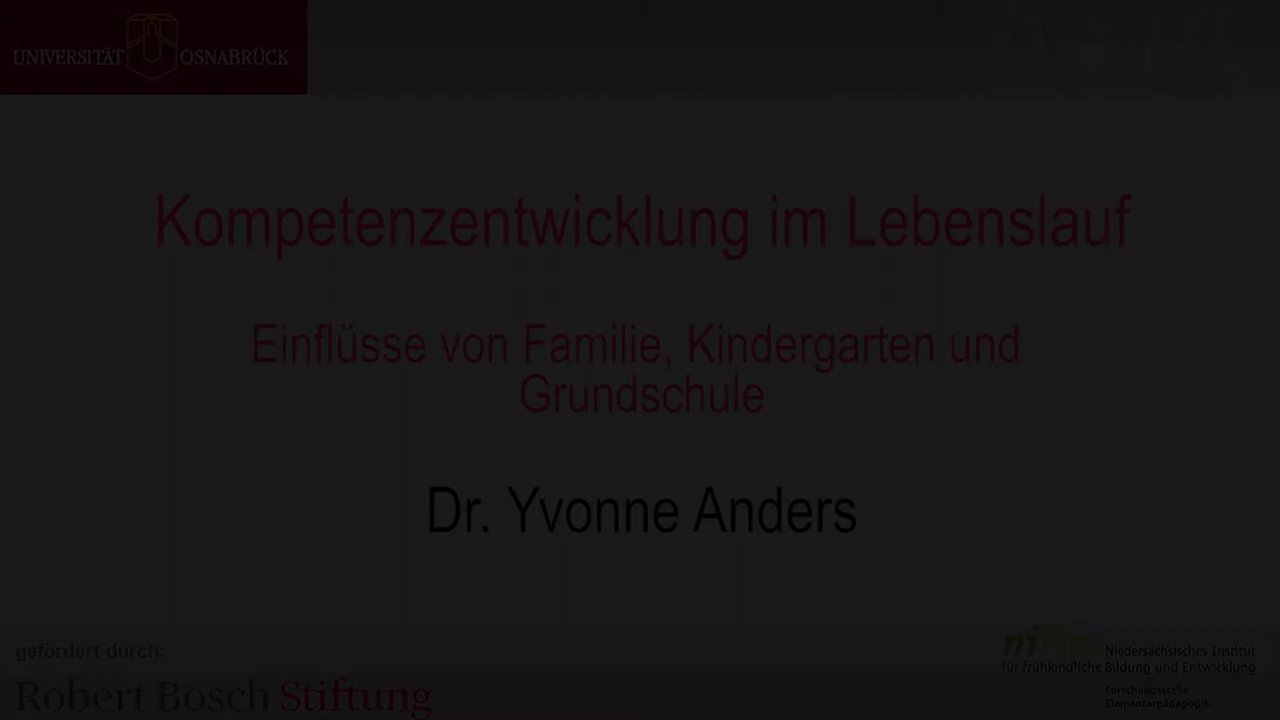 UNIVERSITÄT OSNABRÜCK
Kompetenzentwicklung im Lebenslauf
Einflüsse von Familie, Kindergarten und
Grundschule
Dr. Yvonne Anders
gefördert durch:
Robert Bosch Stiftung
Niedersächsisches Institut
für frühkindliche Bildung und Entwicklung
Forschungsstelle
Elementarpädagogik